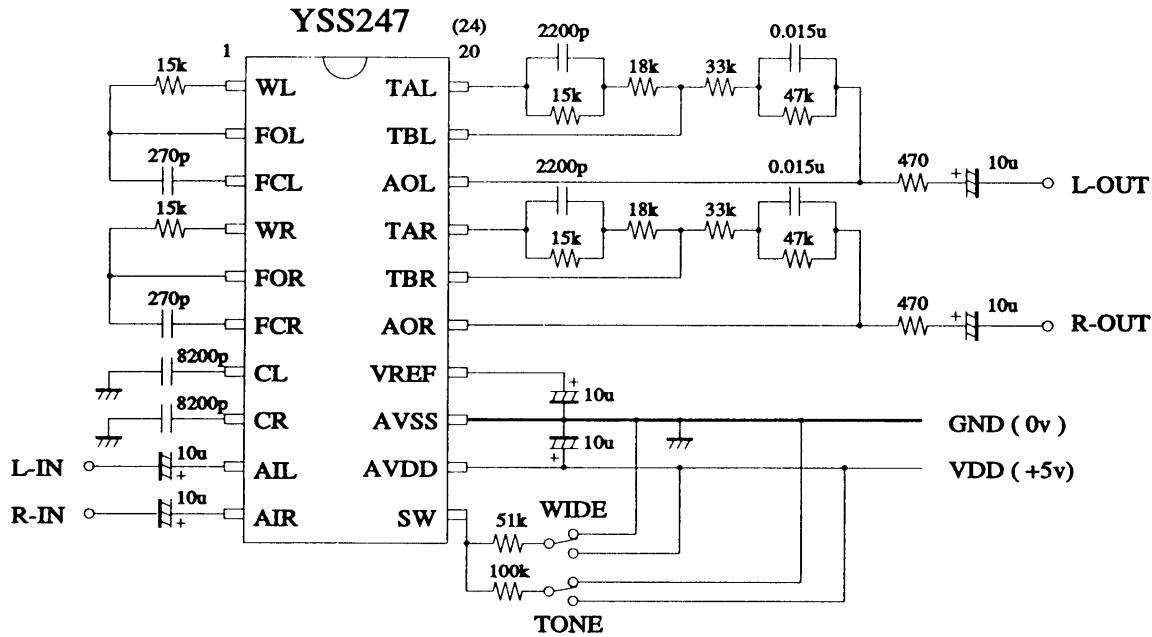 YSS247
(24)
1
20
2200p
0.015u
15k
WL
TAL
18k
33k
15k
47k
FOL
TBL
270p
2200p
0.015u
FCL
AOL
470
10u
+
L-OUT
15k
WR
TAR
18k
33k
15k
47k
FOR
TBR
270p
FCR
AOR
470
10u
+
R-OUT
8200p
CL
VREF
+
10u
8200p
CR
AVSS
GND ( 0v )
10u
L-IN
10u
+
AIL
AVDD
+
VDD ( +5v)
R-IN
10u
+
AIR
SW
WIDE
51k
100k
TONE